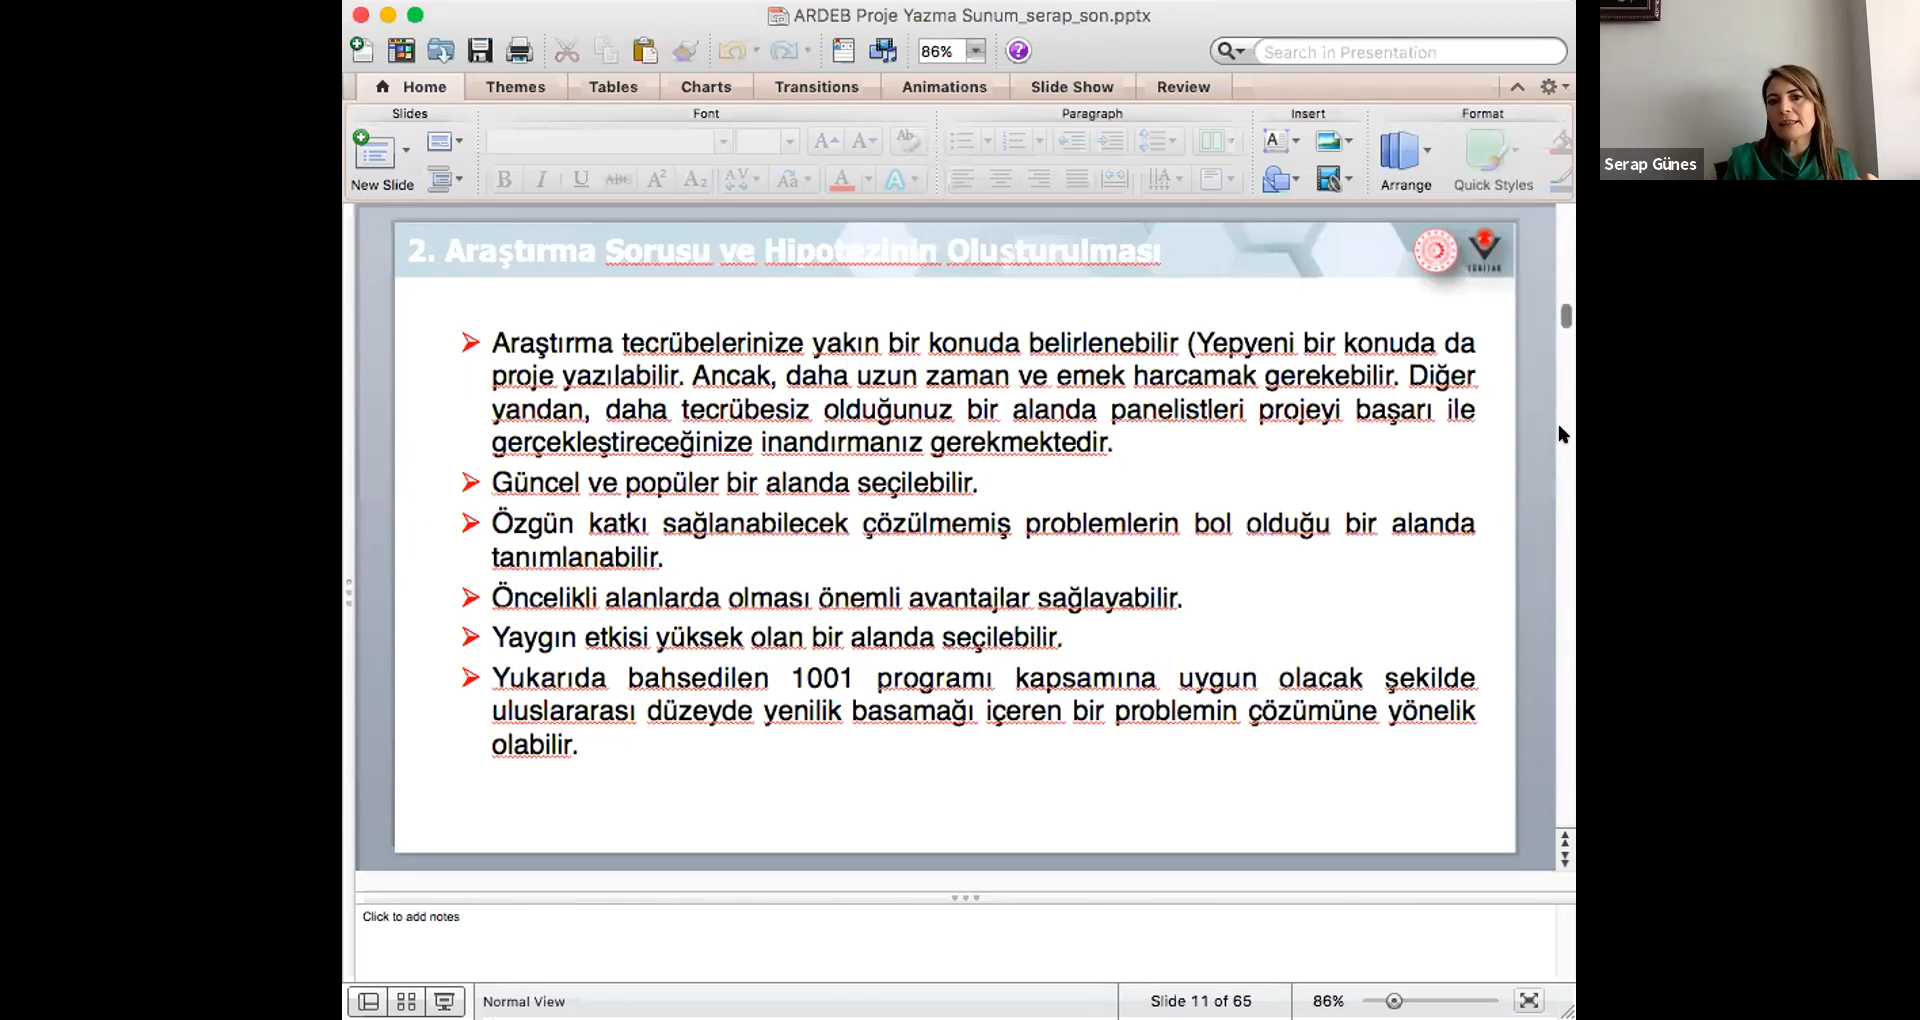 ARDEB Proje Yazma Sunum_serap_son.pptx
86%
Search in Presentation
Home
Themes
Tables
Charts
Transitions
Animations
Slide Show
Review
Slides
Font
Paragraph
Insert
Format
New Slide
Arrange
Quick Styles
Serap Günes
2. Araştırma Sorusu ve Hipotezinin Oluşturulması
TÜBİTAK
Araştırma tecrübelerinize yakın bir konuda belirlenebilir (Yepyeni bir konuda da
proje yazılabilir. Ancak, daha uzun zaman ve emek harcamak gerekebilir. Diğer
yandan, daha tecrübesiz olduğunuz bir alanda panelistleri projeyi başarı ile
gerçekleştireceğinize inandırmanız gerekmektedir.
Güncel ve popüler bir alanda seçilebilir.
Özgün katkı sağlanabilecek çözülmemiş problemlerin bol olduğu bir alanda
tanımlanabilir.
Öncelikli alanlarda olması önemli avantajlar sağlayabilir.
Yaygın etkisi yüksek olan bir alanda seçilebilir.
Yukarıda bahsedilen 1001 programı kapsamına uygun olacak şekilde
uluslararası düzeyde yenilik basamağı içeren bir problemin çözümüne yönelik
olabilir.
Click to add notes
Normal View
Slide 11 of 65
86%